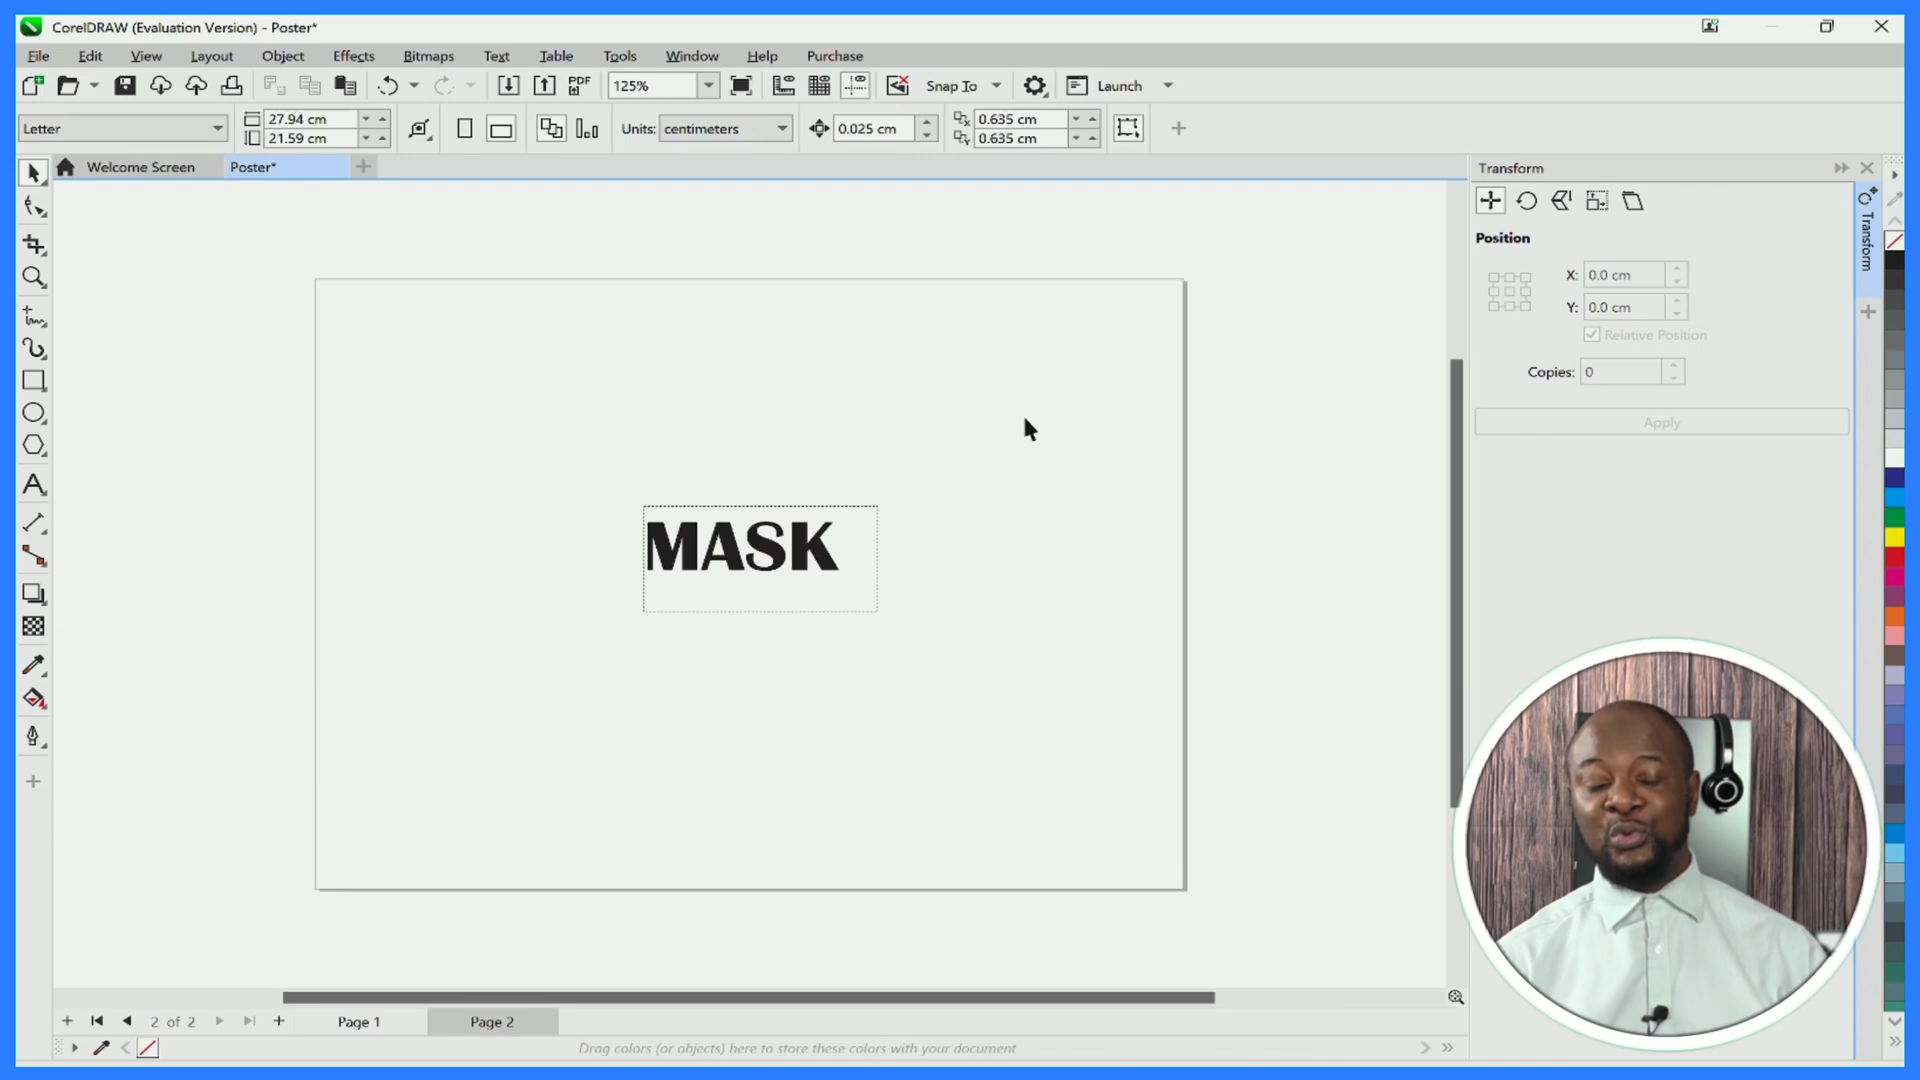 CorelDRAW (Evaluation Version) - Poster*
File Edit View Layout Object Effects Bitmaps Text Table Tools Window Help Purchase
PDF 125% Snap To Launch
Letter 27.94 cm 21.59 cm Units: centimeters 0.025 cm 0.635 cm 0.635 cm
Welcome Screen Poster*
Transform
Position
X: 0.0 cm
Y: 0.0 cm
Relative Position
Copies: 0
Apply
Transform
MASK
2 of 2 Page 1 Page 2
Drag colors (or objects) here to store these colors with your document